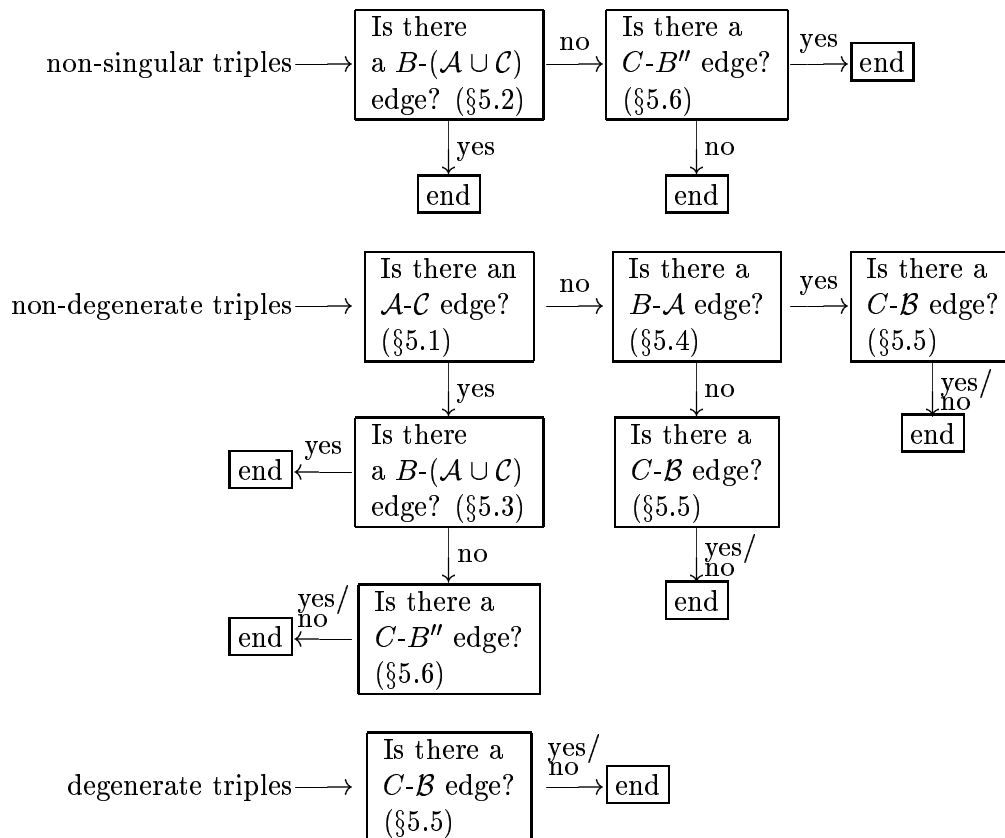 Is there
a B-(𝒜 ∪ 𝒞)
edge? (§5.2)
Is there a
C-B″ edge?
(§5.6)
non-singular triples
no
yes
end
yes
no
end
end
Is there an
𝒜-𝒞 edge?
(§5.1)
Is there a
B-𝒜 edge?
(§5.4)
Is there a
C-ℬ edge?
(§5.5)
non-degenerate triples
no
yes
yes
no
yes/
no
end
Is there
a B-(𝒜 ∪ 𝒞)
edge? (§5.3)
yes
end
Is there a
C-ℬ edge?
(§5.5)
no
yes/
no
end
Is there a
C-B″ edge?
(§5.6)
yes/
no
end
Is there a
C-ℬ edge?
(§5.5)
degenerate triples
yes/
no
end